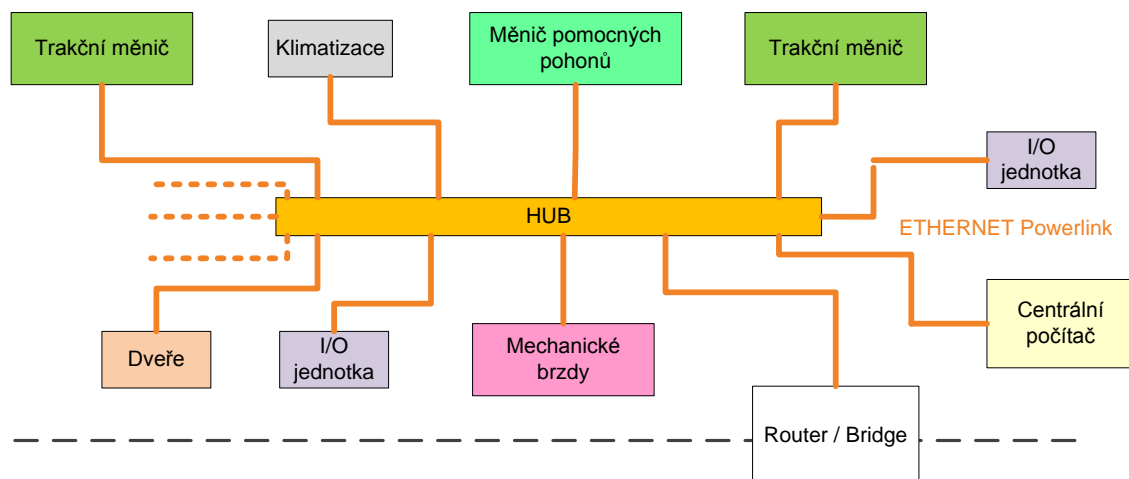 Trakční měnič
Klimatizace
Měnič pomocných
pohonů
Trakční měnič
I/O
jednotka
HUB
ETHERNET Powerlink
Dveře
I/O
jednotka
Mechanické
brzdy
Centrální
počítač
Router / Bridge